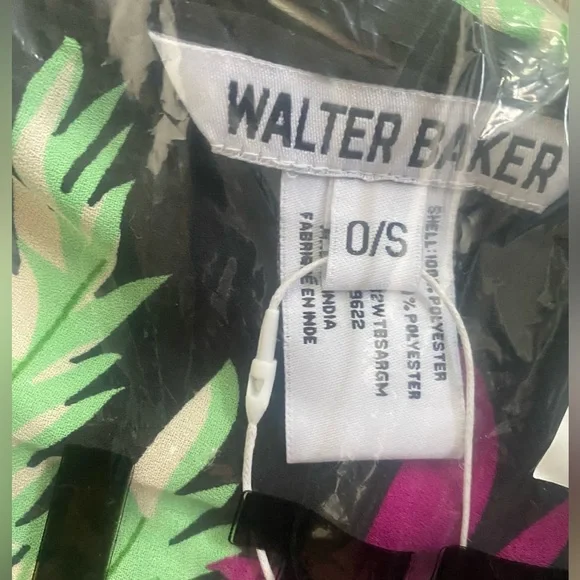 WALTER BAKER
O/S
SHELL: 100% POLYESTER
% POLYESTER
2WTBSARGM
9622
INDIA
FABRIQUÉ EN INDE